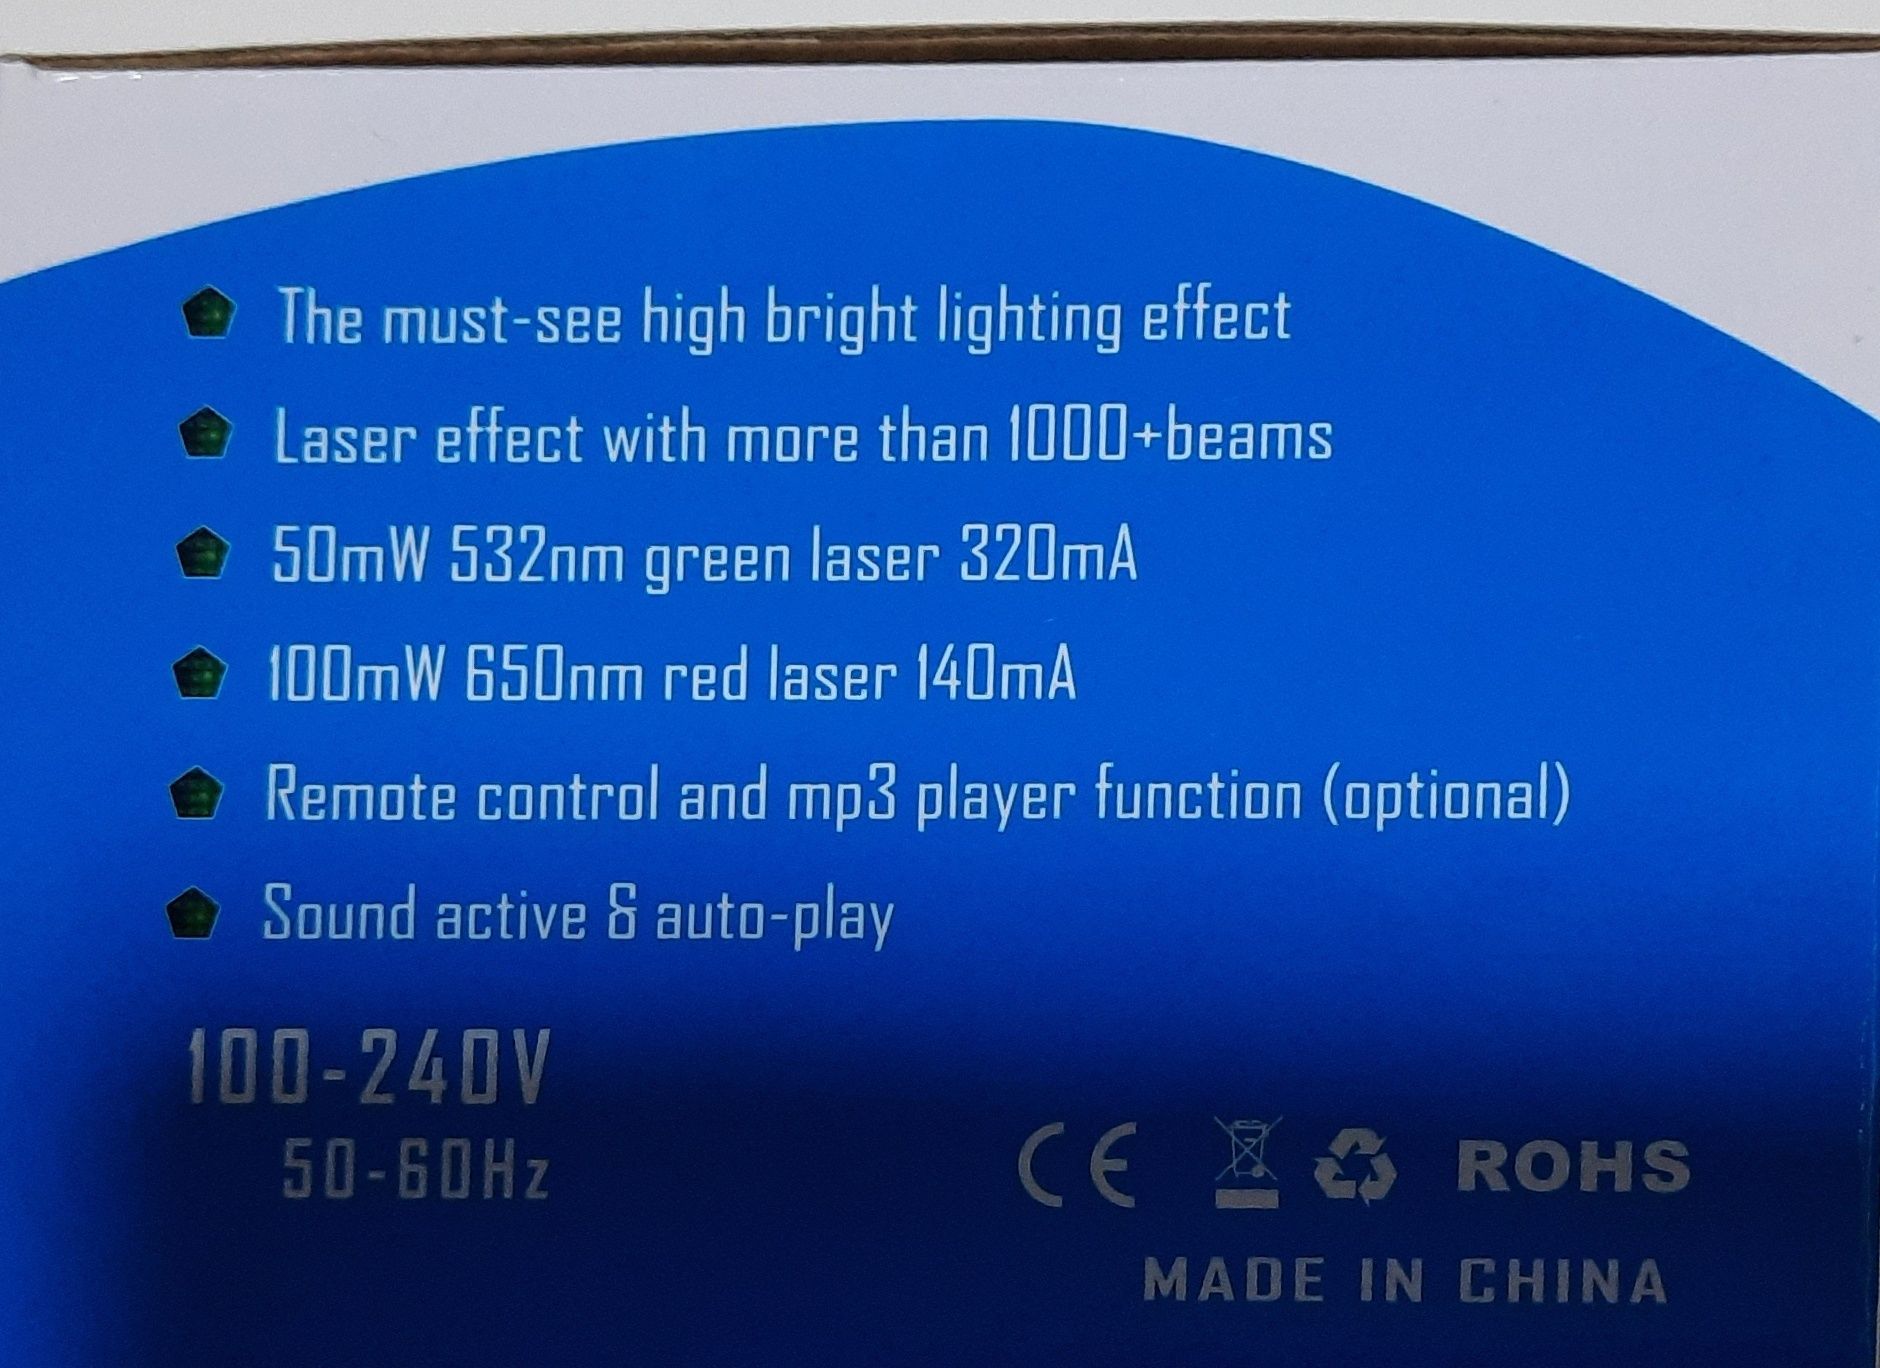 The must-see high bright lighting effect
Laser effect with more than 1000+beams
50mW 532nm green laser 320mA
100mW 650nm red laser 140mA
Remote control and mp3 player function (optional)
Sound active & auto-play
100-240V
50-60Hz
CE ROHS
MADE IN CHINA